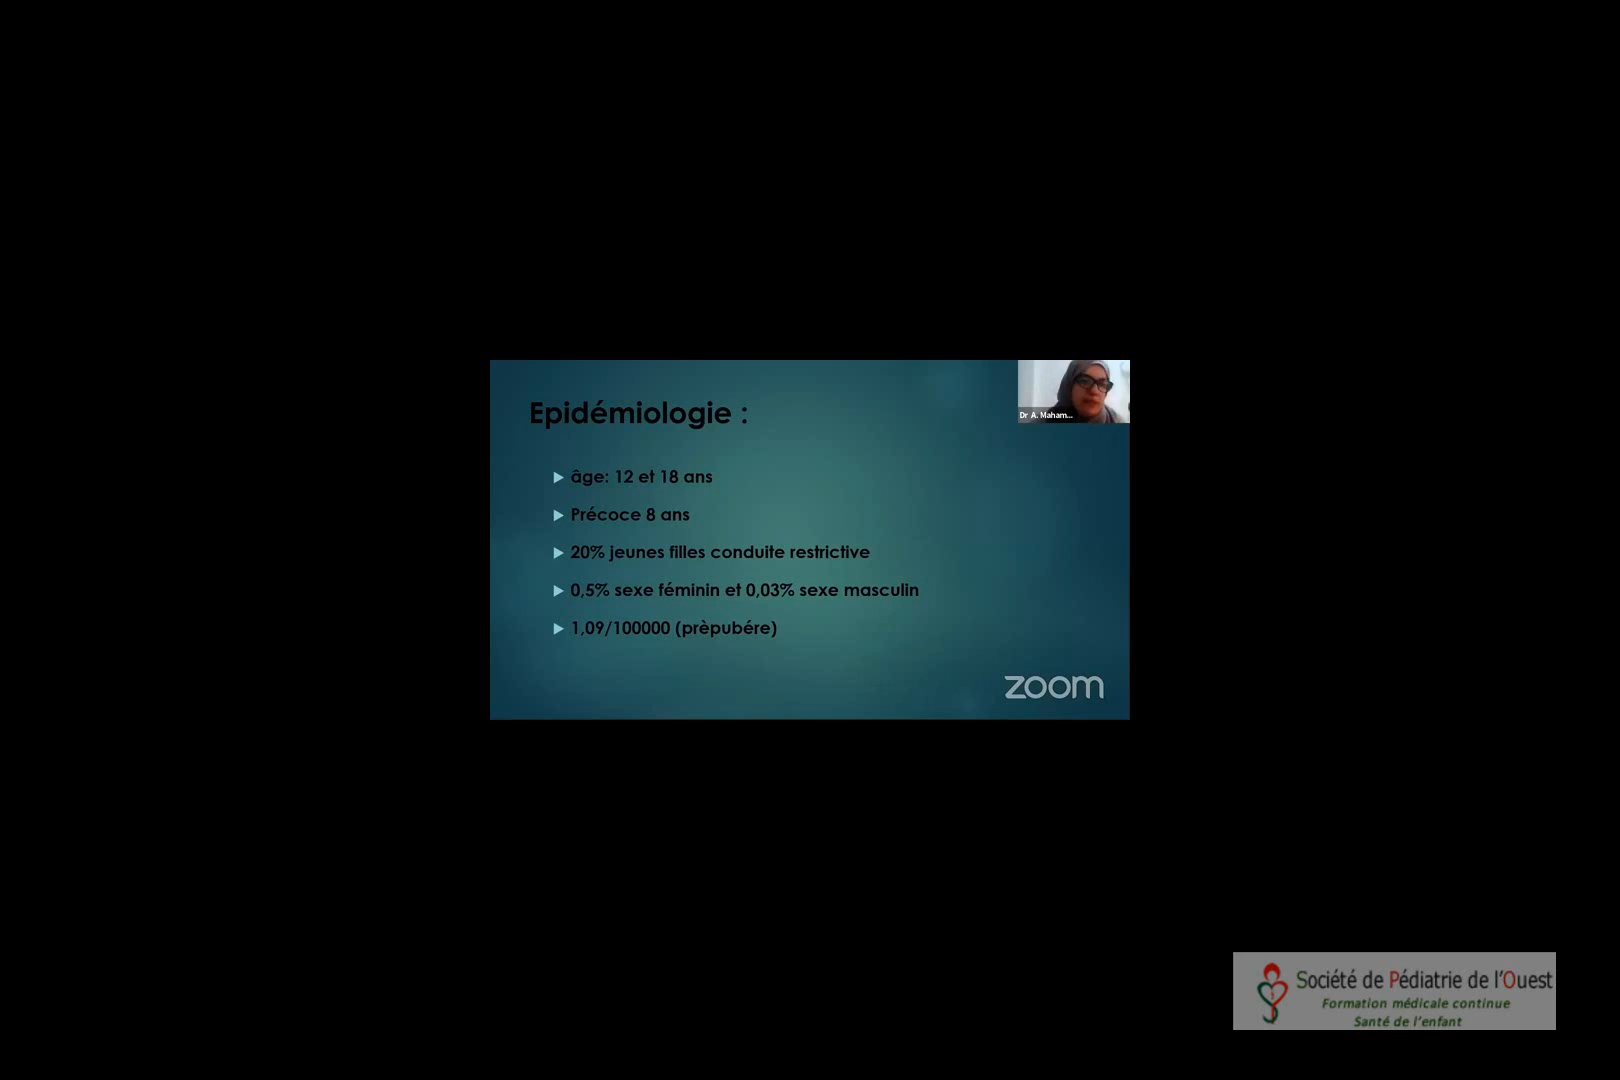 Epidémiologie :
Dr A. Maham...
âge: 12 et 18 ans
Précoce 8 ans
20% jeunes filles conduite restrictive
0,5% sexe féminin et 0,03% sexe masculin
1,09/100000 (prèpubére)
zoom
Société de Pédiatrie de l'Ouest
Formation médicale continue
Santé de l'enfant